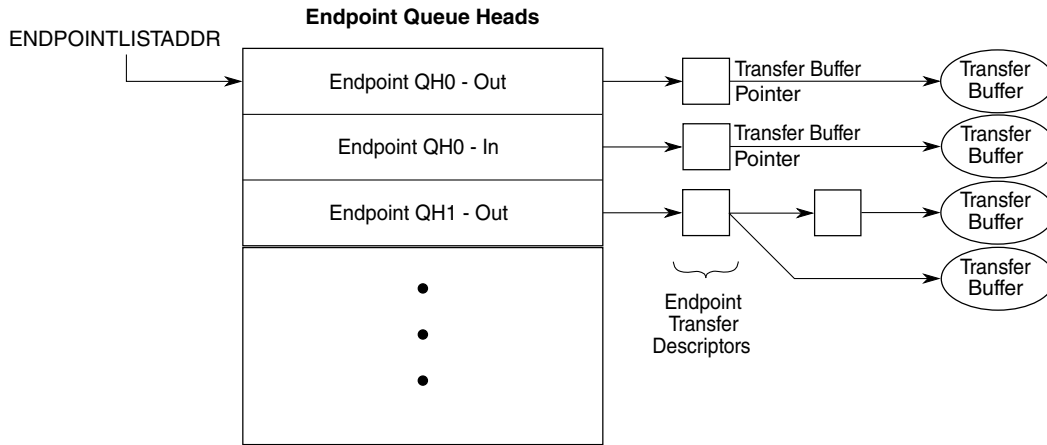 Endpoint Queue Heads
ENDPOINTLISTADDR
Endpoint QH0 - Out
Transfer Buffer
Pointer
Transfer
Buffer
Endpoint QH0 - In
Transfer Buffer
Pointer
Transfer
Buffer
Endpoint QH1 - Out
Transfer
Buffer
Transfer
Buffer
Endpoint
Transfer
Descriptors